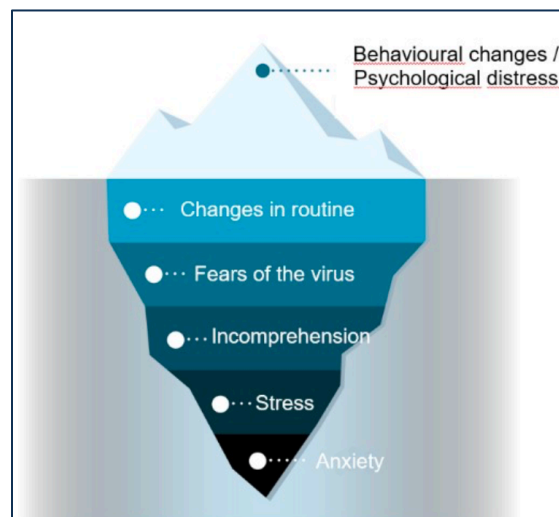 Behavioural changes /
Psychological distress
Changes in routine
Fears of the virus
Incomprehension
Stress
Anxiety